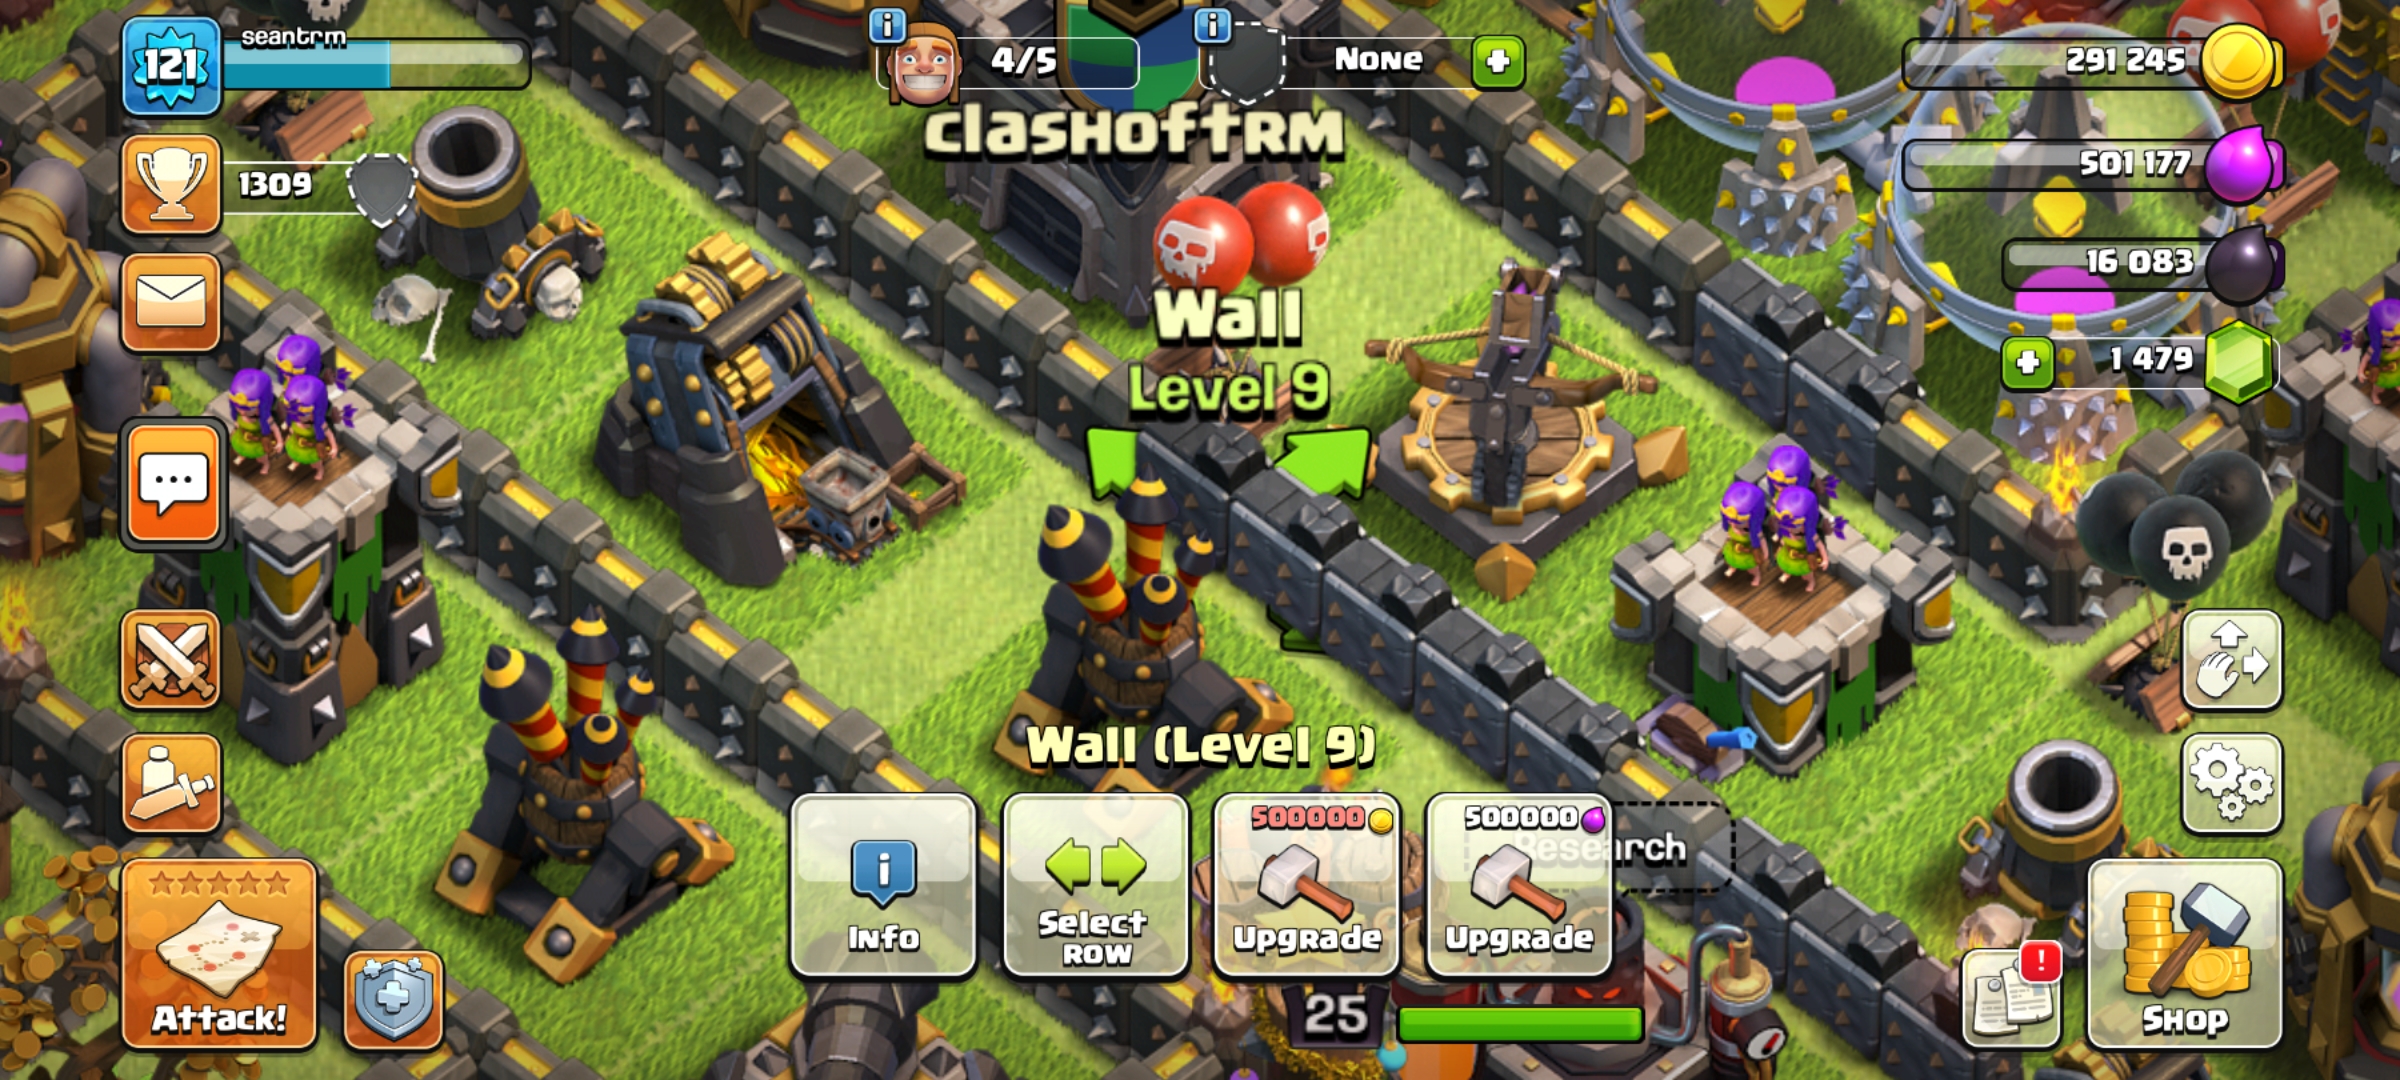 121
seantrm
4/5
None
291 245
clashoftrm
1309
501 177
16 083
Wall
Level 9
1 479
Wall (Level 9)
500000
500000
Research
Info
Select
Row
Upgrade
Upgrade
Attack!
25
!
Shop